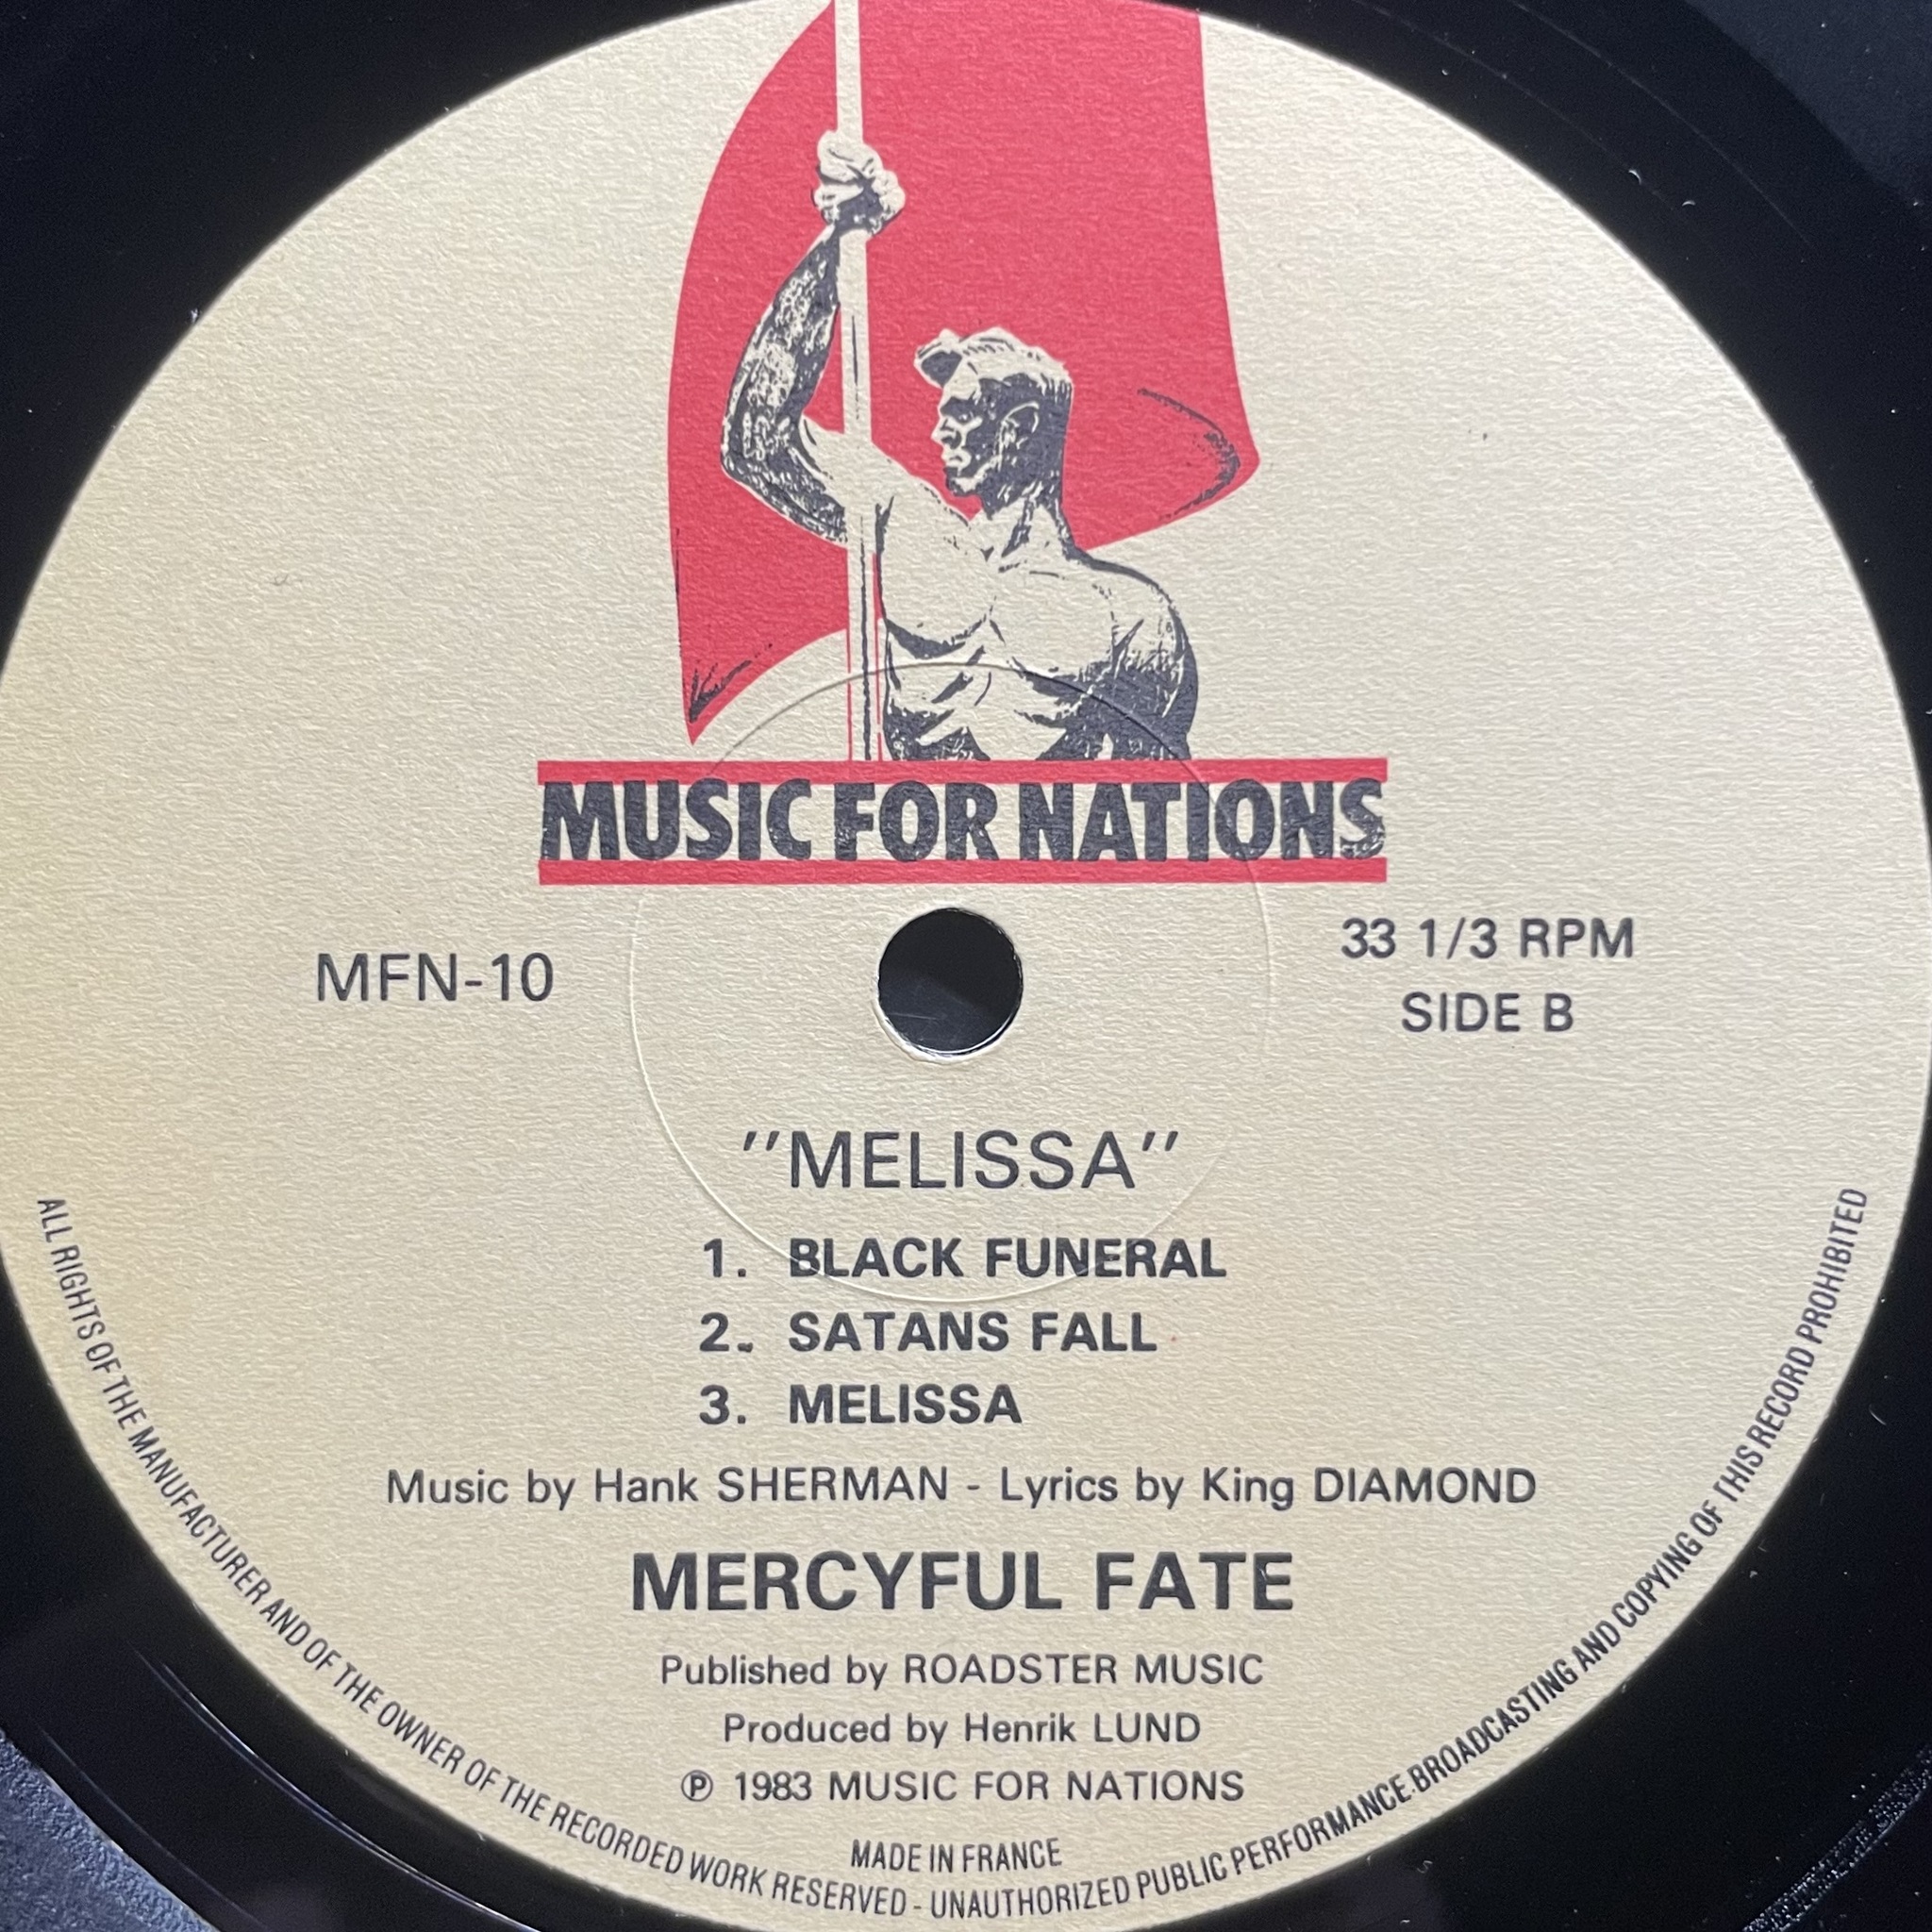 MUSIC FOR NATIONS
MFN-10
33 1/3 RPM
SIDE B
"MELISSA"
1. BLACK FUNERAL
2. SATANS FALL
3. MELISSA
Music by Hank SHERMAN - Lyrics by King DIAMOND
MERCYFUL FATE
Published by ROADSTER MUSIC
Produced by Henrik LUND
℗ 1983 MUSIC FOR NATIONS
MADE IN FRANCE
ALL RIGHTS OF THE MANUFACTURER AND OF THE OWNER OF THE RECORDED WORK RESERVED - UNAUTHORIZED PUBLIC PERFORMANCE BROADCASTING AND COPYING OF THIS RECORD PROHIBITED